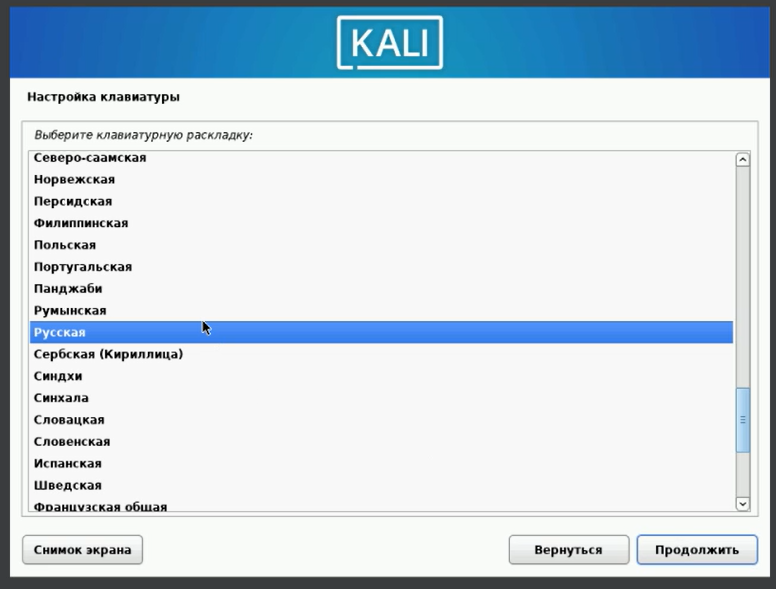 KALI
Настройка клавиатуры
Выберите клавиатурную раскладку:
Северо-саамская
Норвежская
Персидская
Филиппинская
Польская
Португальская
Панджаби
Румынская
Русская
Сербская (Кириллица)
Синдхи
Синхала
Словацкая
Словенская
Испанская
Шведская
Французская общая
Снимок экрана
Вернуться
Продолжить